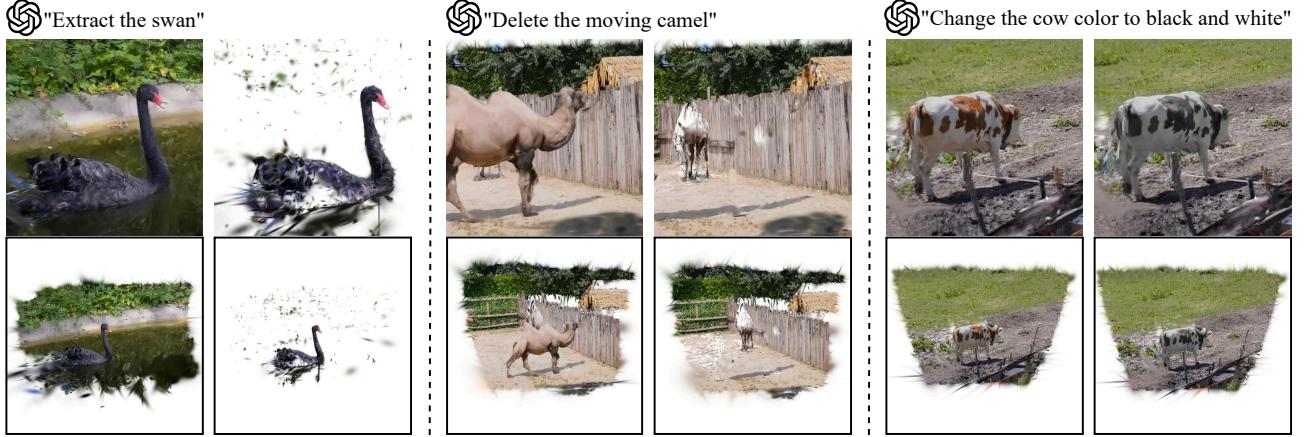 "Extract the swan"
"Delete the moving camel"
"Change the cow color to black and white"